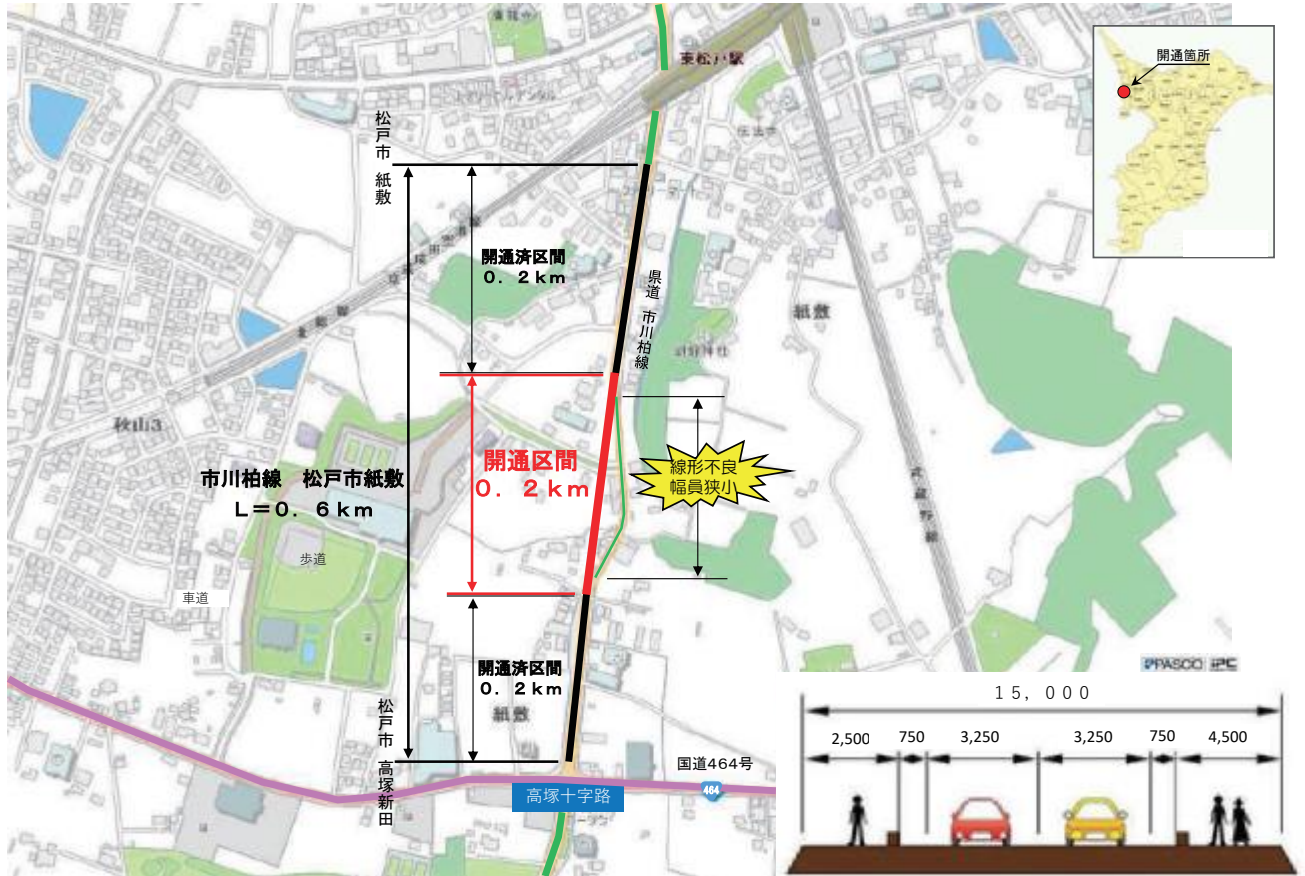 東松戸駅
開通箇所
松戸市 紙敷
開通済区間
0.2km
県道 市川柏線
紙敷
秋山3
市川柏線 松戸市紙敷
L=0.6km
開通区間
0.2km
線形不良
幅員狭小
歩道
車道
武蔵野線
開通済区間
0.2km
紙敷
松戸市 高塚新田
国道464号
464
高塚十字路
PASCO iPC
15,000
2,500
750
3,250
3,250
750
4,500